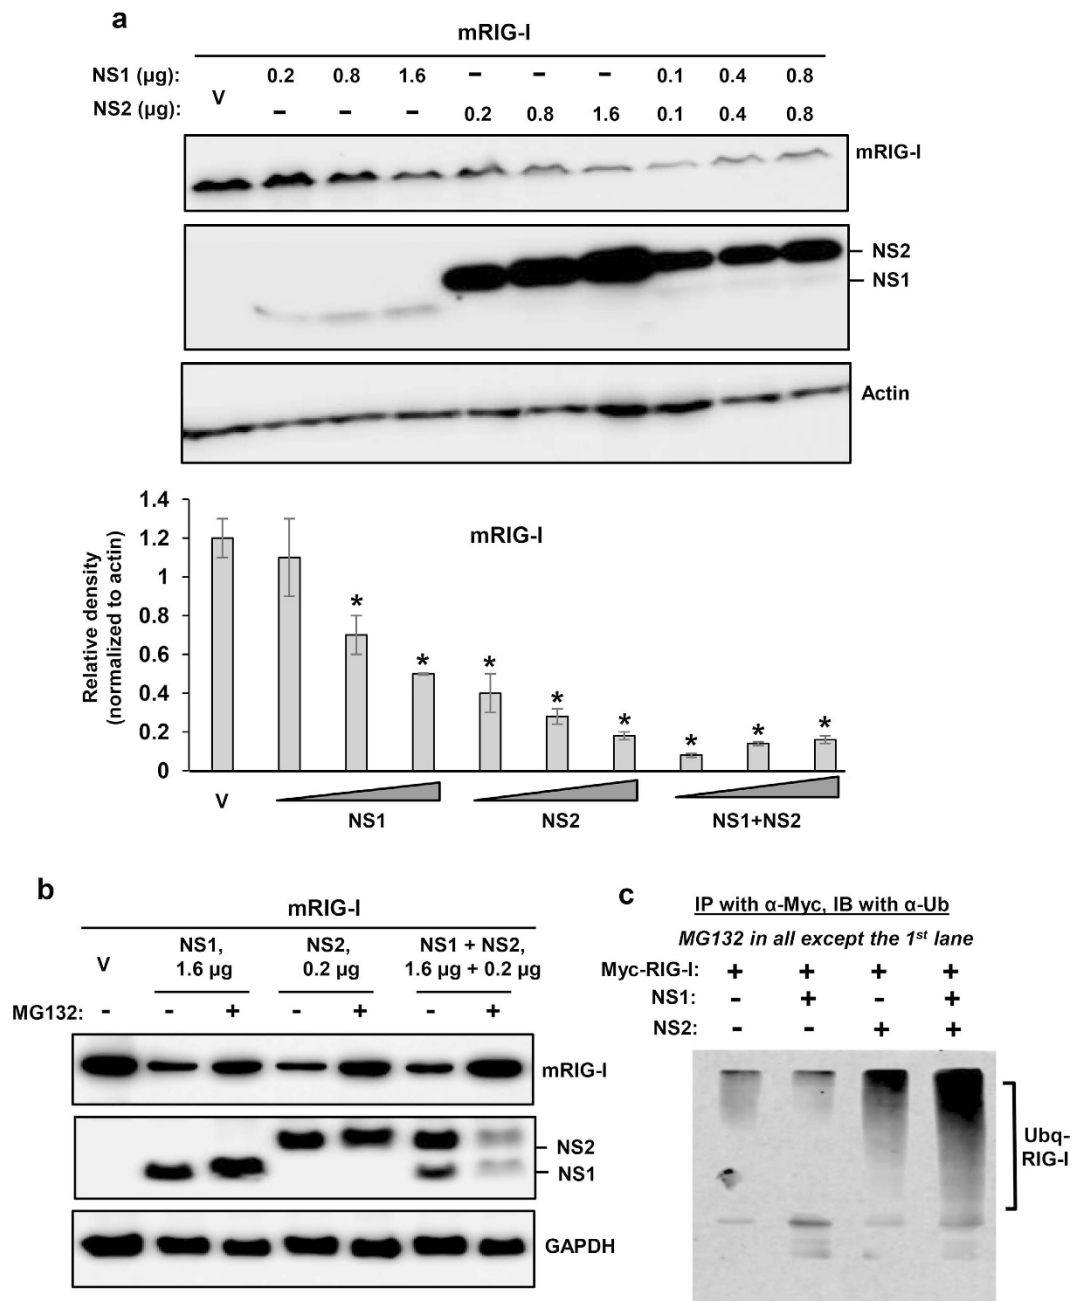 a
mRIG-I
NS1 (µg): V 0.2 0.8 1.6 – – – 0.1 0.4 0.8
NS2 (µg): – – – 0.2 0.8 1.6 0.1 0.4 0.8
mRIG-I
NS2
NS1
Actin
1.4
1.2
1
0.8
0.6
0.4
0.2
0
Relative density
(normalized to actin)
mRIG-I
* * * * * * * *
V NS1 NS2 NS1+NS2
b
mRIG-I
V NS1, 1.6 µg NS2, 0.2 µg NS1 + NS2, 1.6 µg + 0.2 µg
MG132: - - + - + - +
mRIG-I
NS2
NS1
GAPDH
c
IP with α-Myc, IB with α-Ub
MG132 in all except the 1st lane
Myc-RIG-I: + + + +
NS1: - + - +
NS2: - - + +
Ubq-
RIG-I